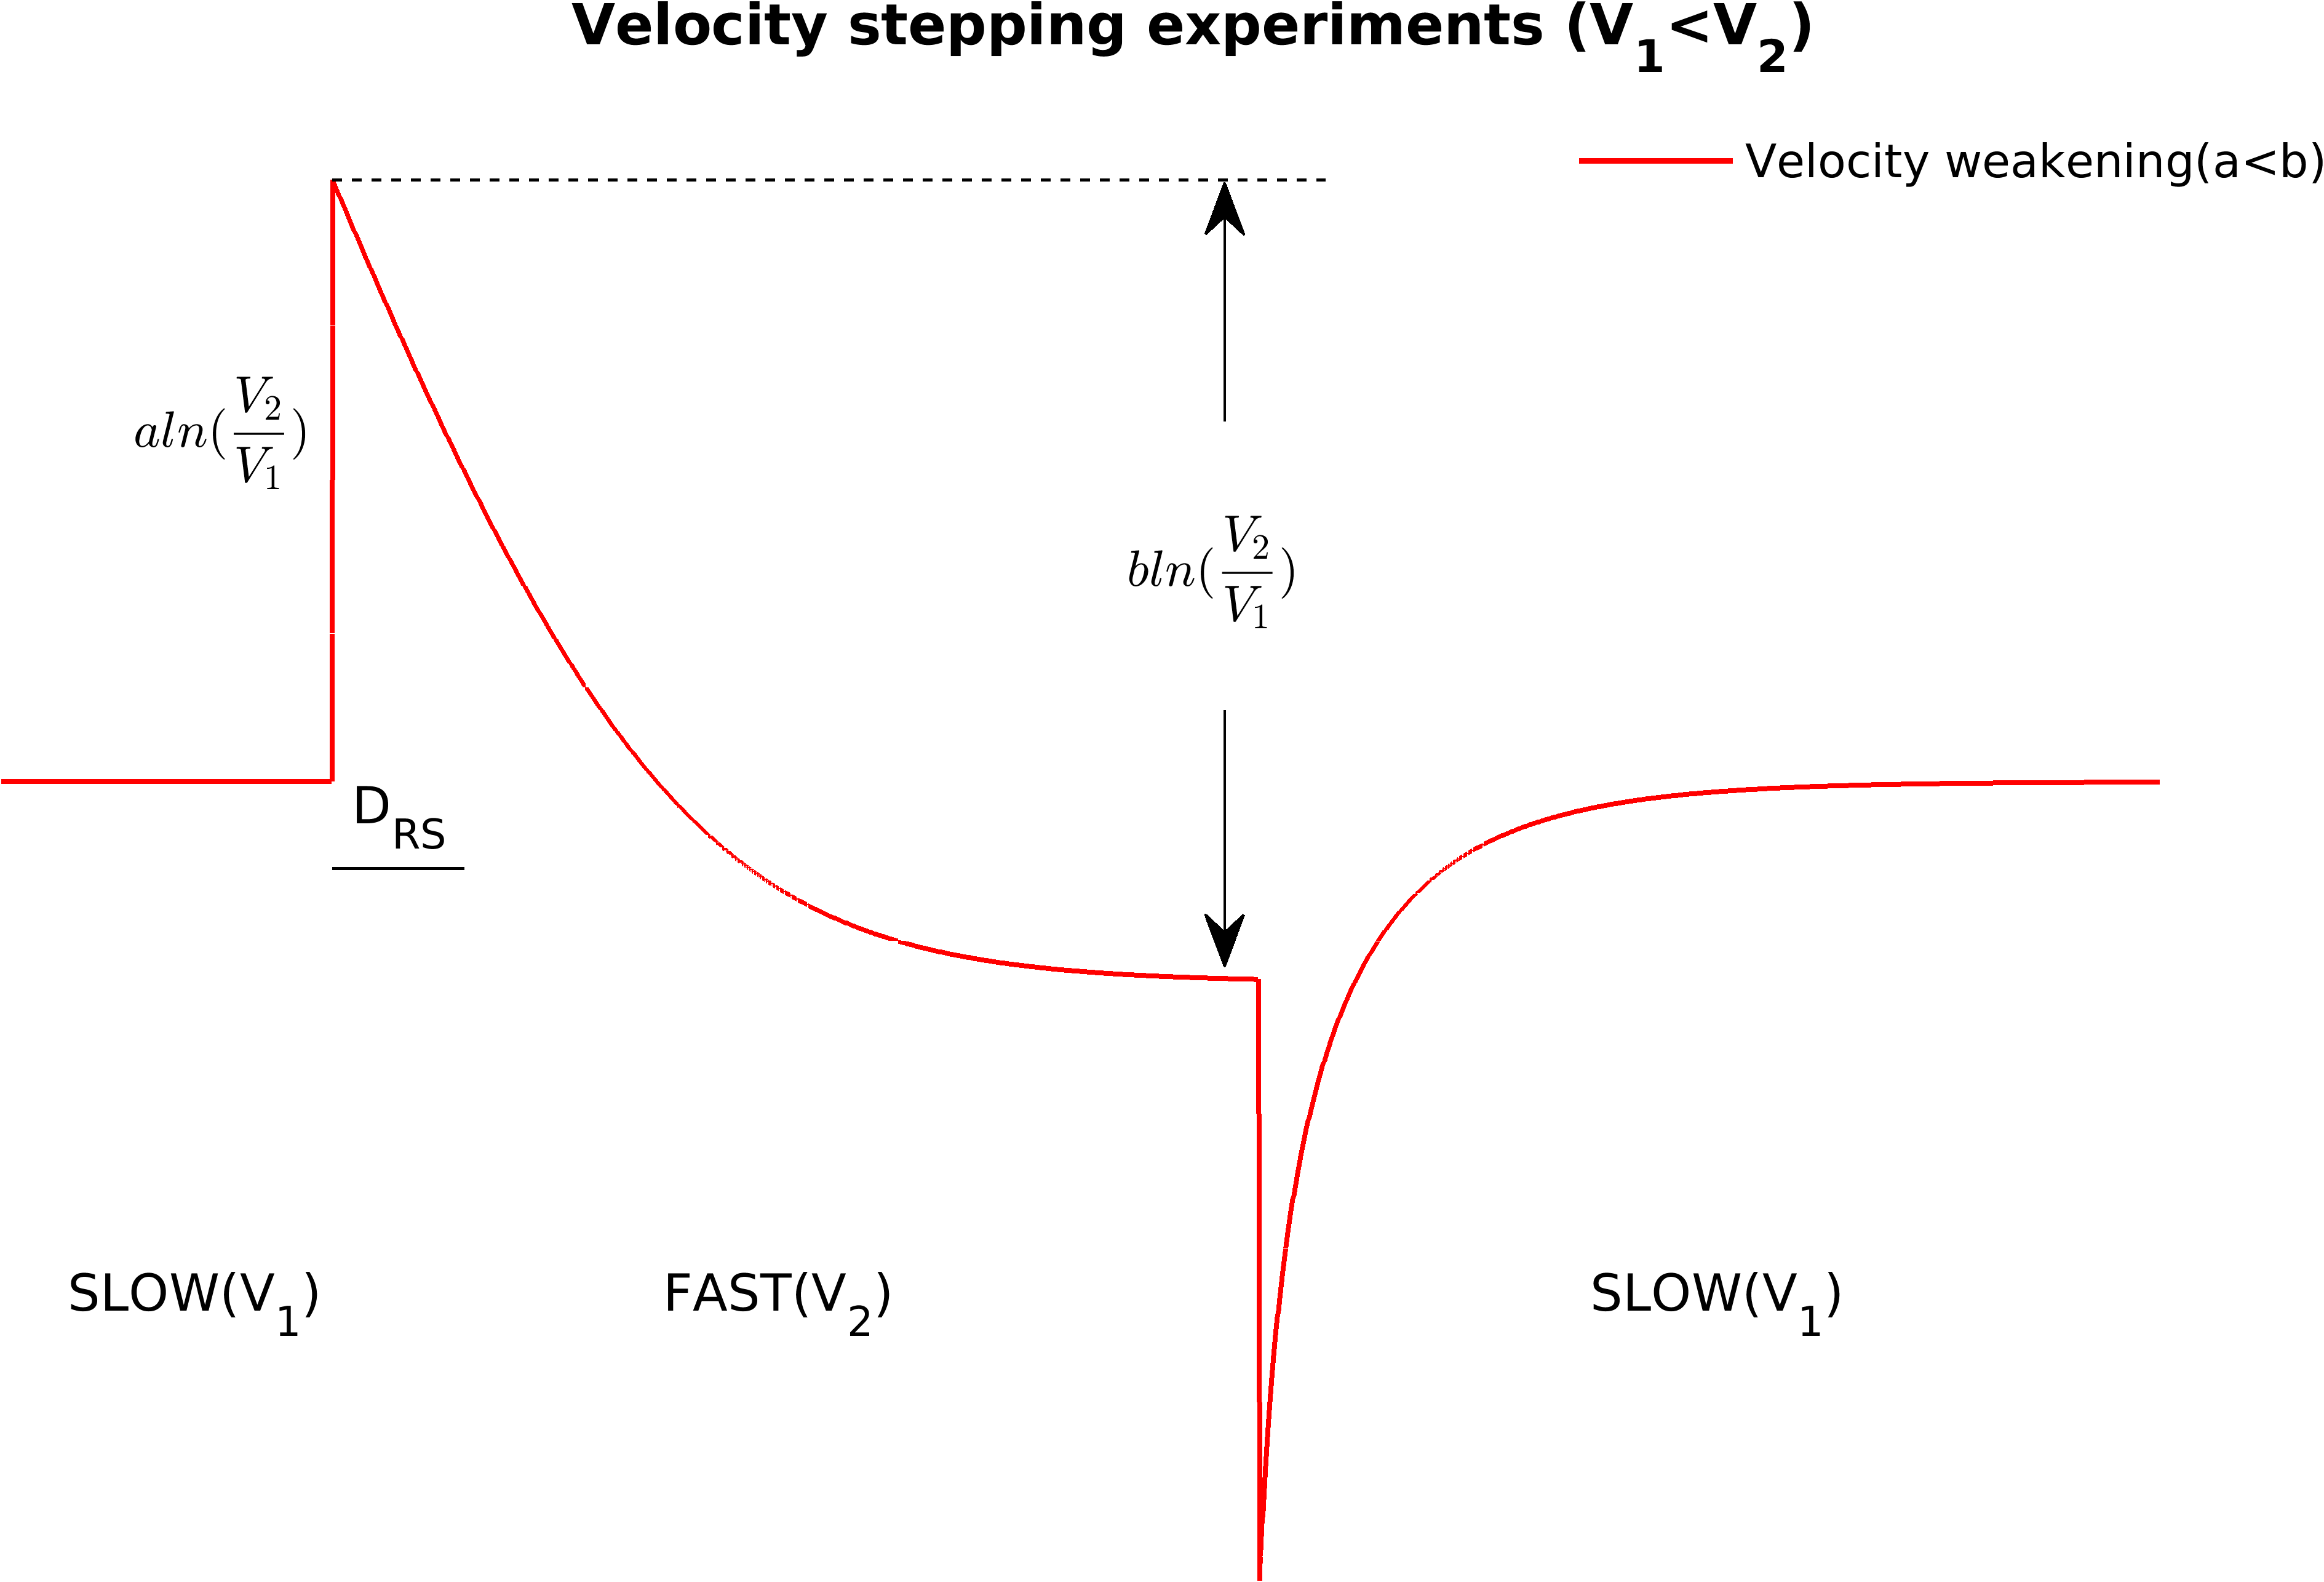 Velocity stepping experiments (V₁<V₂)
Velocity weakening(a<b)
aln(V₂/V₁)
bln(V₂/V₁)
D_RS
SLOW(V₁)
FAST(V₂)
SLOW(V₁)